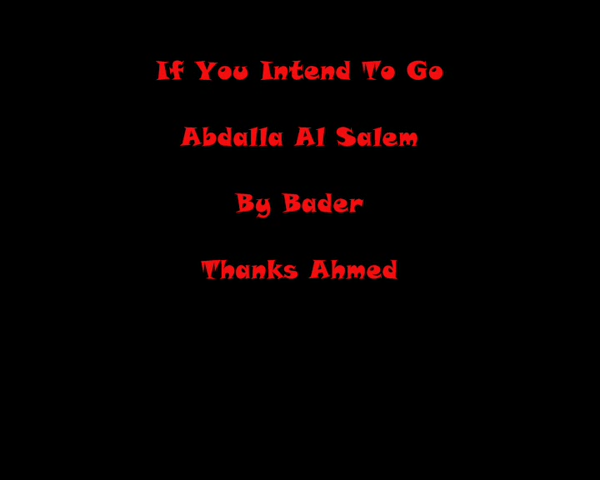 If You Intend To Go
Abdalla Al Salem
By Bader
Thanks Ahmed